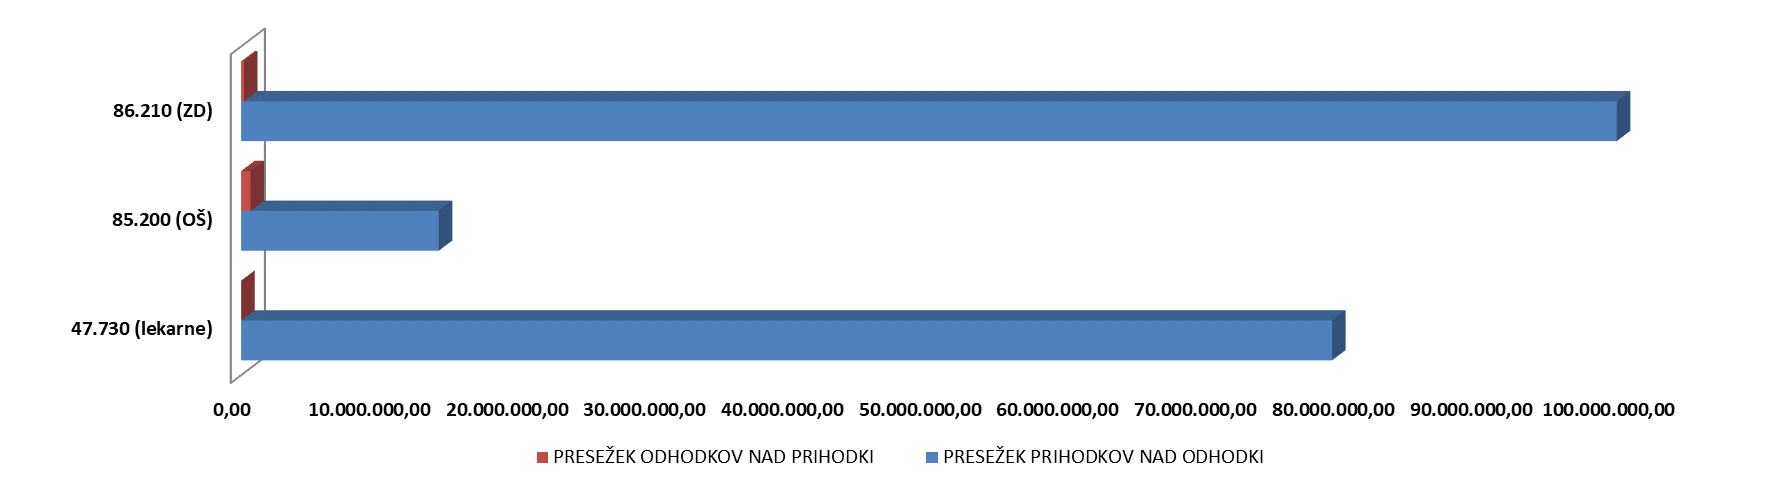 86.210 (ZD)
85.200 (OŠ)
47.730 (lekarne)
0,00 10.000.000,00 20.000.000,00 30.000.000,00 40.000.000,00 50.000.000,00 60.000.000,00 70.000.000,00 80.000.000,00 90.000.000,00 100.000.000,00
PRESEŽEK ODHODKOV NAD PRIHODKI PRESEŽEK PRIHODKOV NAD ODHODKI